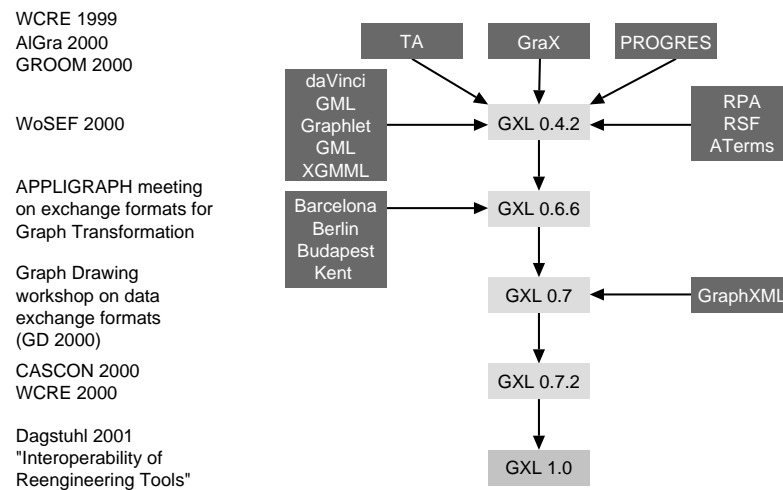 WCRE 1999
AlGra 2000
GROOM 2000
TA
GraX
PROGRES
daVinci
GML
Graphlet
GML
XGMML
WoSEF 2000
GXL 0.4.2
RPA
RSF
ATerms
APPLIGRAPH meeting
on exchange formats for
Graph Transformation
Barcelona
Berlin
Budapest
Kent
GXL 0.6.6
Graph Drawing
workshop on data
exchange formats
(GD 2000)
GXL 0.7
GraphXML
CASCON 2000
WCRE 2000
GXL 0.7.2
Dagstuhl 2001
"Interoperability of
Reengineering Tools"
GXL 1.0